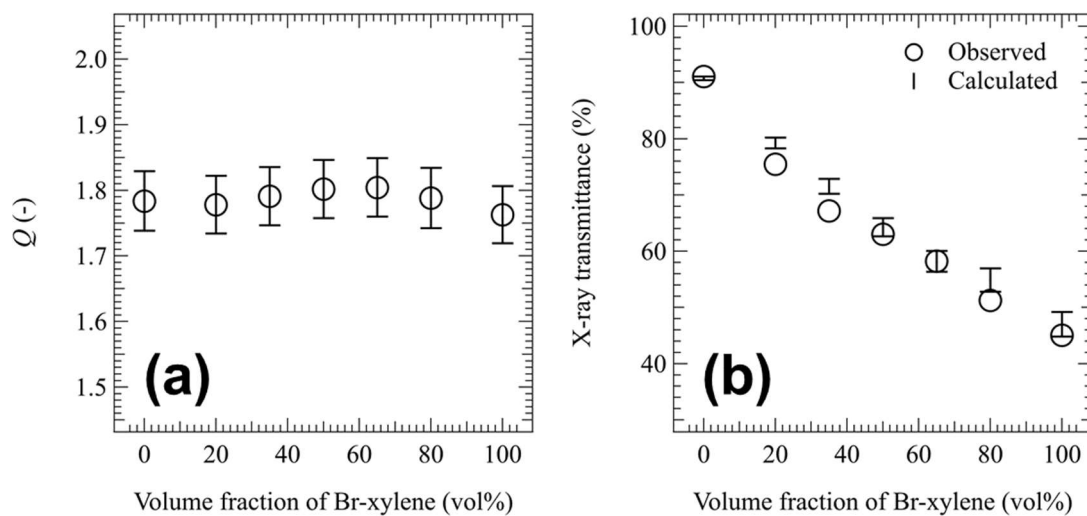 2.0
1.9
1.8
1.7
1.6
1.5
Q (-)
(a)
0 20 40 60 80 100
Volume fraction of Br-xylene (vol%)
100
80
60
40
X-ray transmittance (%)
Observed
Calculated
(b)
0 20 40 60 80 100
Volume fraction of Br-xylene (vol%)